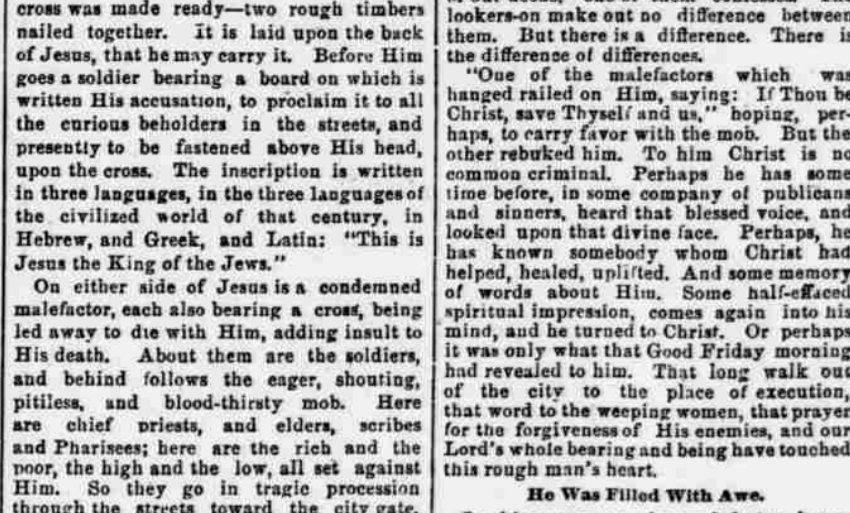 cross was made ready—two rough timbers
nailed together. It is laid upon the back
of Jesus, that he may carry it. Before Him
goes a soldier bearing a board on which is
written His accusation, to proclaim it to all
the curious beholders in the streets, and
presently to be fastened above His head,
upon the cross. The inscription is written
in three languages, in the three languages of
the civilized world of that century, in
Hebrew, and Greek, and Latin: "This is
Jesus the King of the Jews."
On either side of Jesus is a condemned
malefactor, each also bearing a cross, being
led away to die with Him, adding insult to
His death. About them are the soldiers,
and behind follows the eager, shouting,
pitiless, and blood-thirsty mob. Here
are chief priests, and elders, scribes
and Pharisees; here are the rich and the
poor, the high and the low, all set against
Him. So they go in tragic procession
through the streets toward the city gate.
lookers-on make out no difference between
them. But there is a difference. There is
the difference of differences.
"One of the malefactors which was
hanged railed on Him, saying: If Thou be
Christ, save Thyself and us," hoping, per-
haps, to carry favor with the mob. But the
other rebuked him. To him Christ is no
common criminal. Perhaps he has some
time before, in some company of publicans
and sinners, heard that blessed voice, and
looked upon that divine face. Perhaps, he
has known somebody whom Christ had
helped, healed, uplifted. And some memory
of words about Him. Some half-effaced
spiritual impression, comes again into his
mind, and he turned to Christ. Or perhaps
it was only what that Good Friday morning
had revealed to him. That long walk out
of the city to the place of execution,
that word to the weeping women, that prayer
for the forgiveness of His enemies, and our
Lord's whole bearing and being have touched
this rough man's heart.
He Was Filled With Awe.